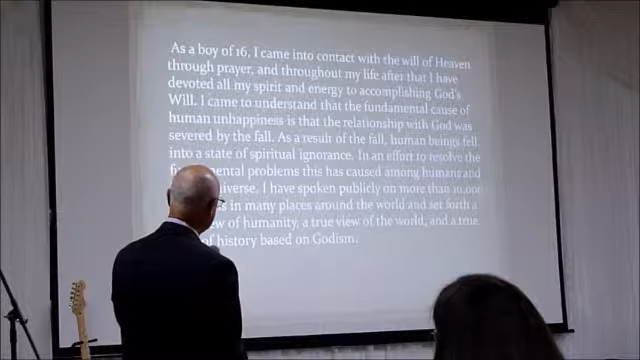 As a boy of 16, I came into contact with the will of Heaven
through prayer, and throughout my life after that I have
devoted all my spirit and energy to accomplishing God's
Will. I came to understand that the fundamental cause of
human unhappiness is that the relationship with God was
severed by the fall. As a result of the fall, human beings fell
into a state of spiritual ignorance. In an effort to resolve the
problems this has caused among humans and
I have spoken publicly on more than 10,000
in many places around the world and set forth a
of humanity, a true view of the world; and a true
of history based on Godism.